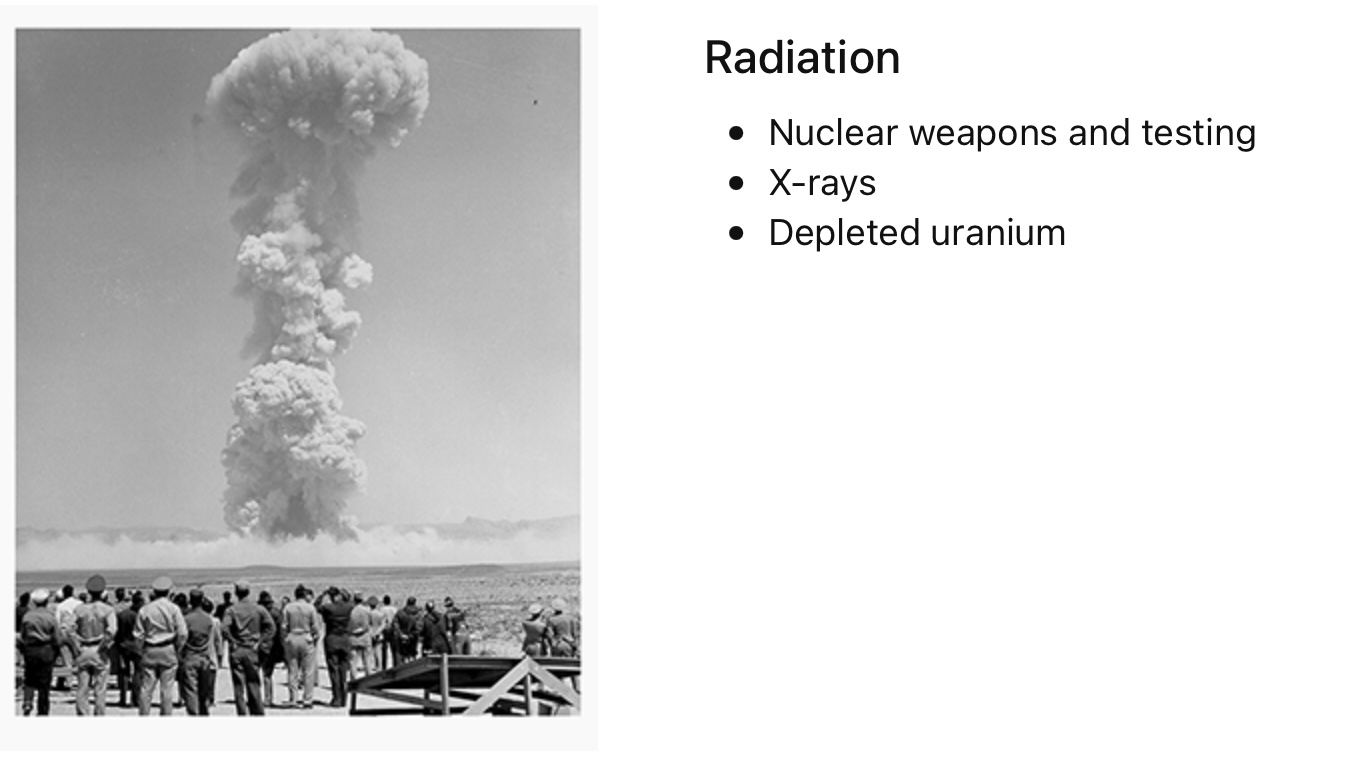 Radiation
• Nuclear weapons and testing
• X-rays
• Depleted uranium